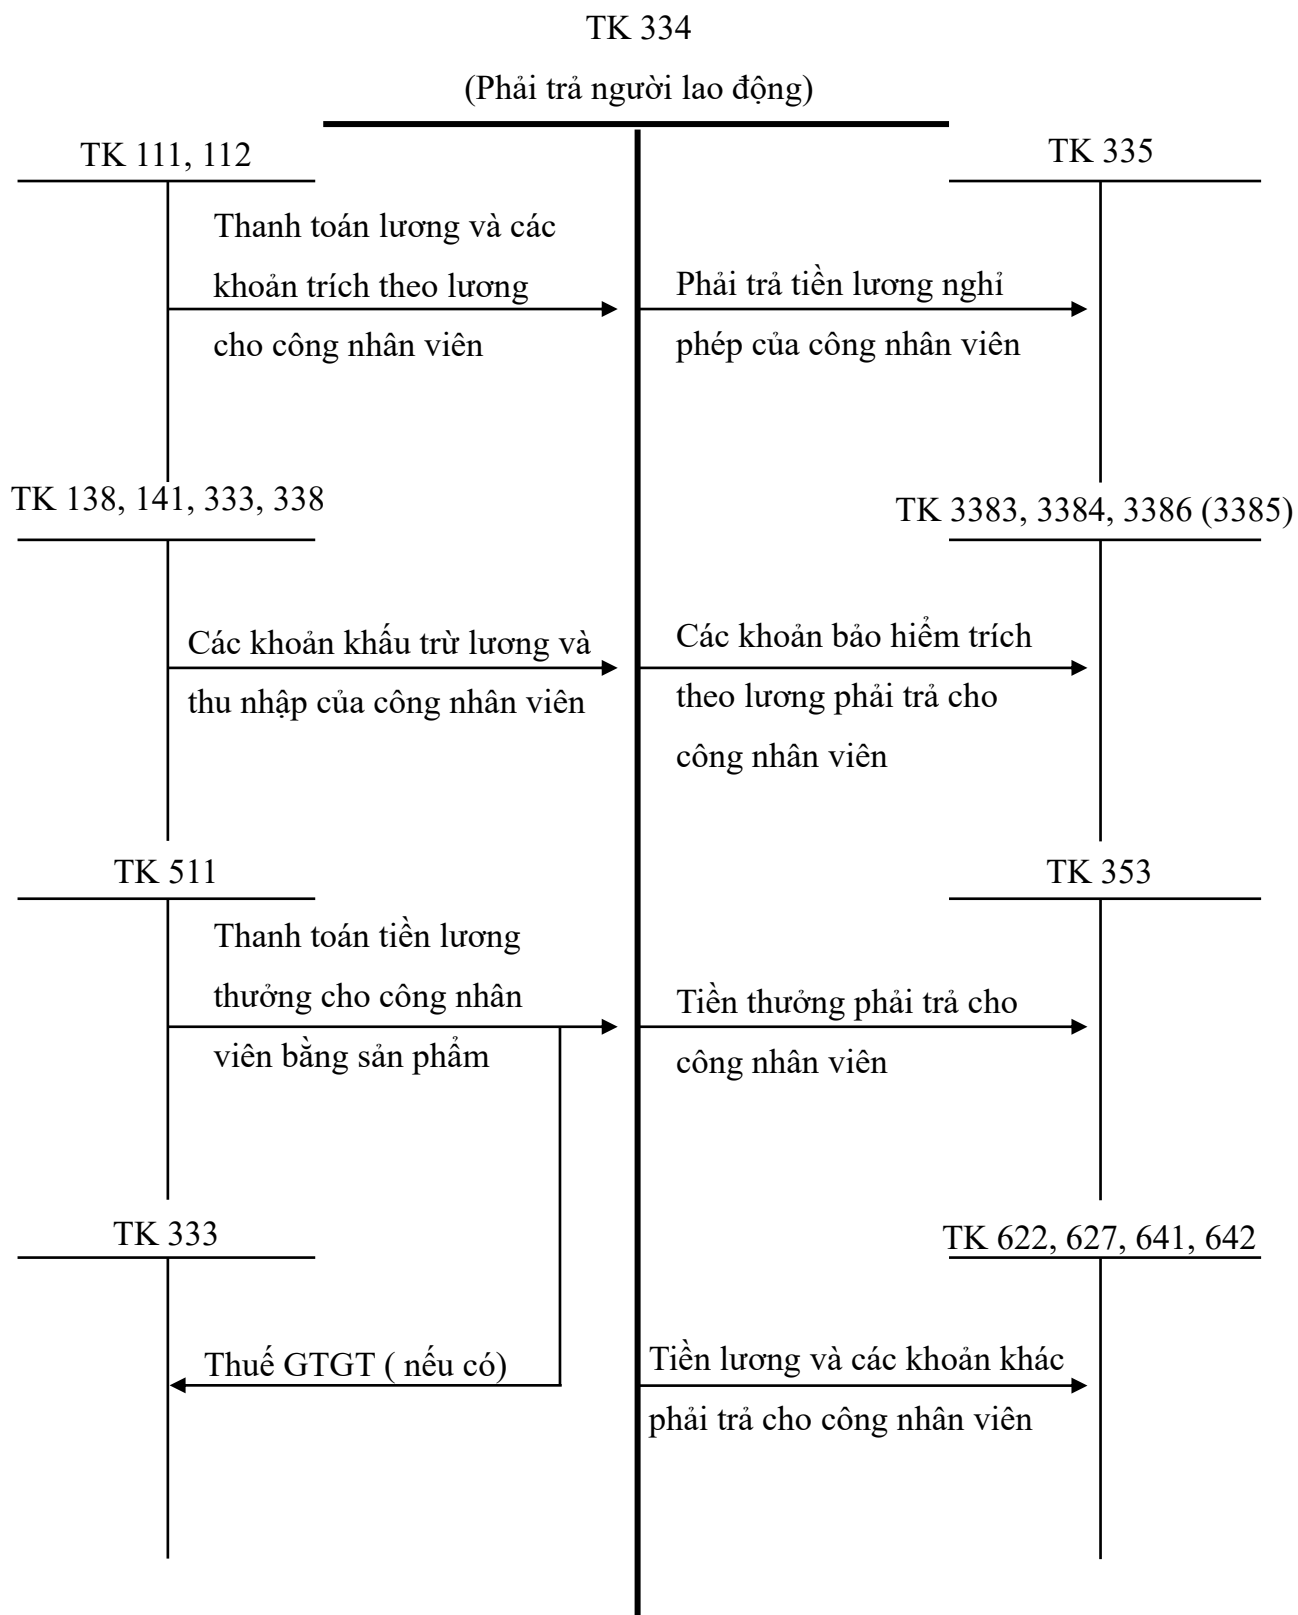 TK 334
(Phải trả người lao động)
TK 111, 112
TK 335
Thanh toán lương và các
khoản trích theo lương
cho công nhân viên
Phải trả tiền lương nghỉ
phép của công nhân viên
TK 138, 141, 333, 338
TK 3383, 3384, 3386 (3385)
Các khoản khấu trừ lương và
thu nhập của công nhân viên
Các khoản bảo hiểm trích
theo lương phải trả cho
công nhân viên
TK 511
TK 353
Thanh toán tiền lương
thưởng cho công nhân
viên bằng sản phẩm
Tiền thưởng phải trả cho
công nhân viên
TK 333
TK 622, 627, 641, 642
Thuế GTGT ( nếu có)
Tiền lương và các khoản khác
phải trả cho công nhân viên